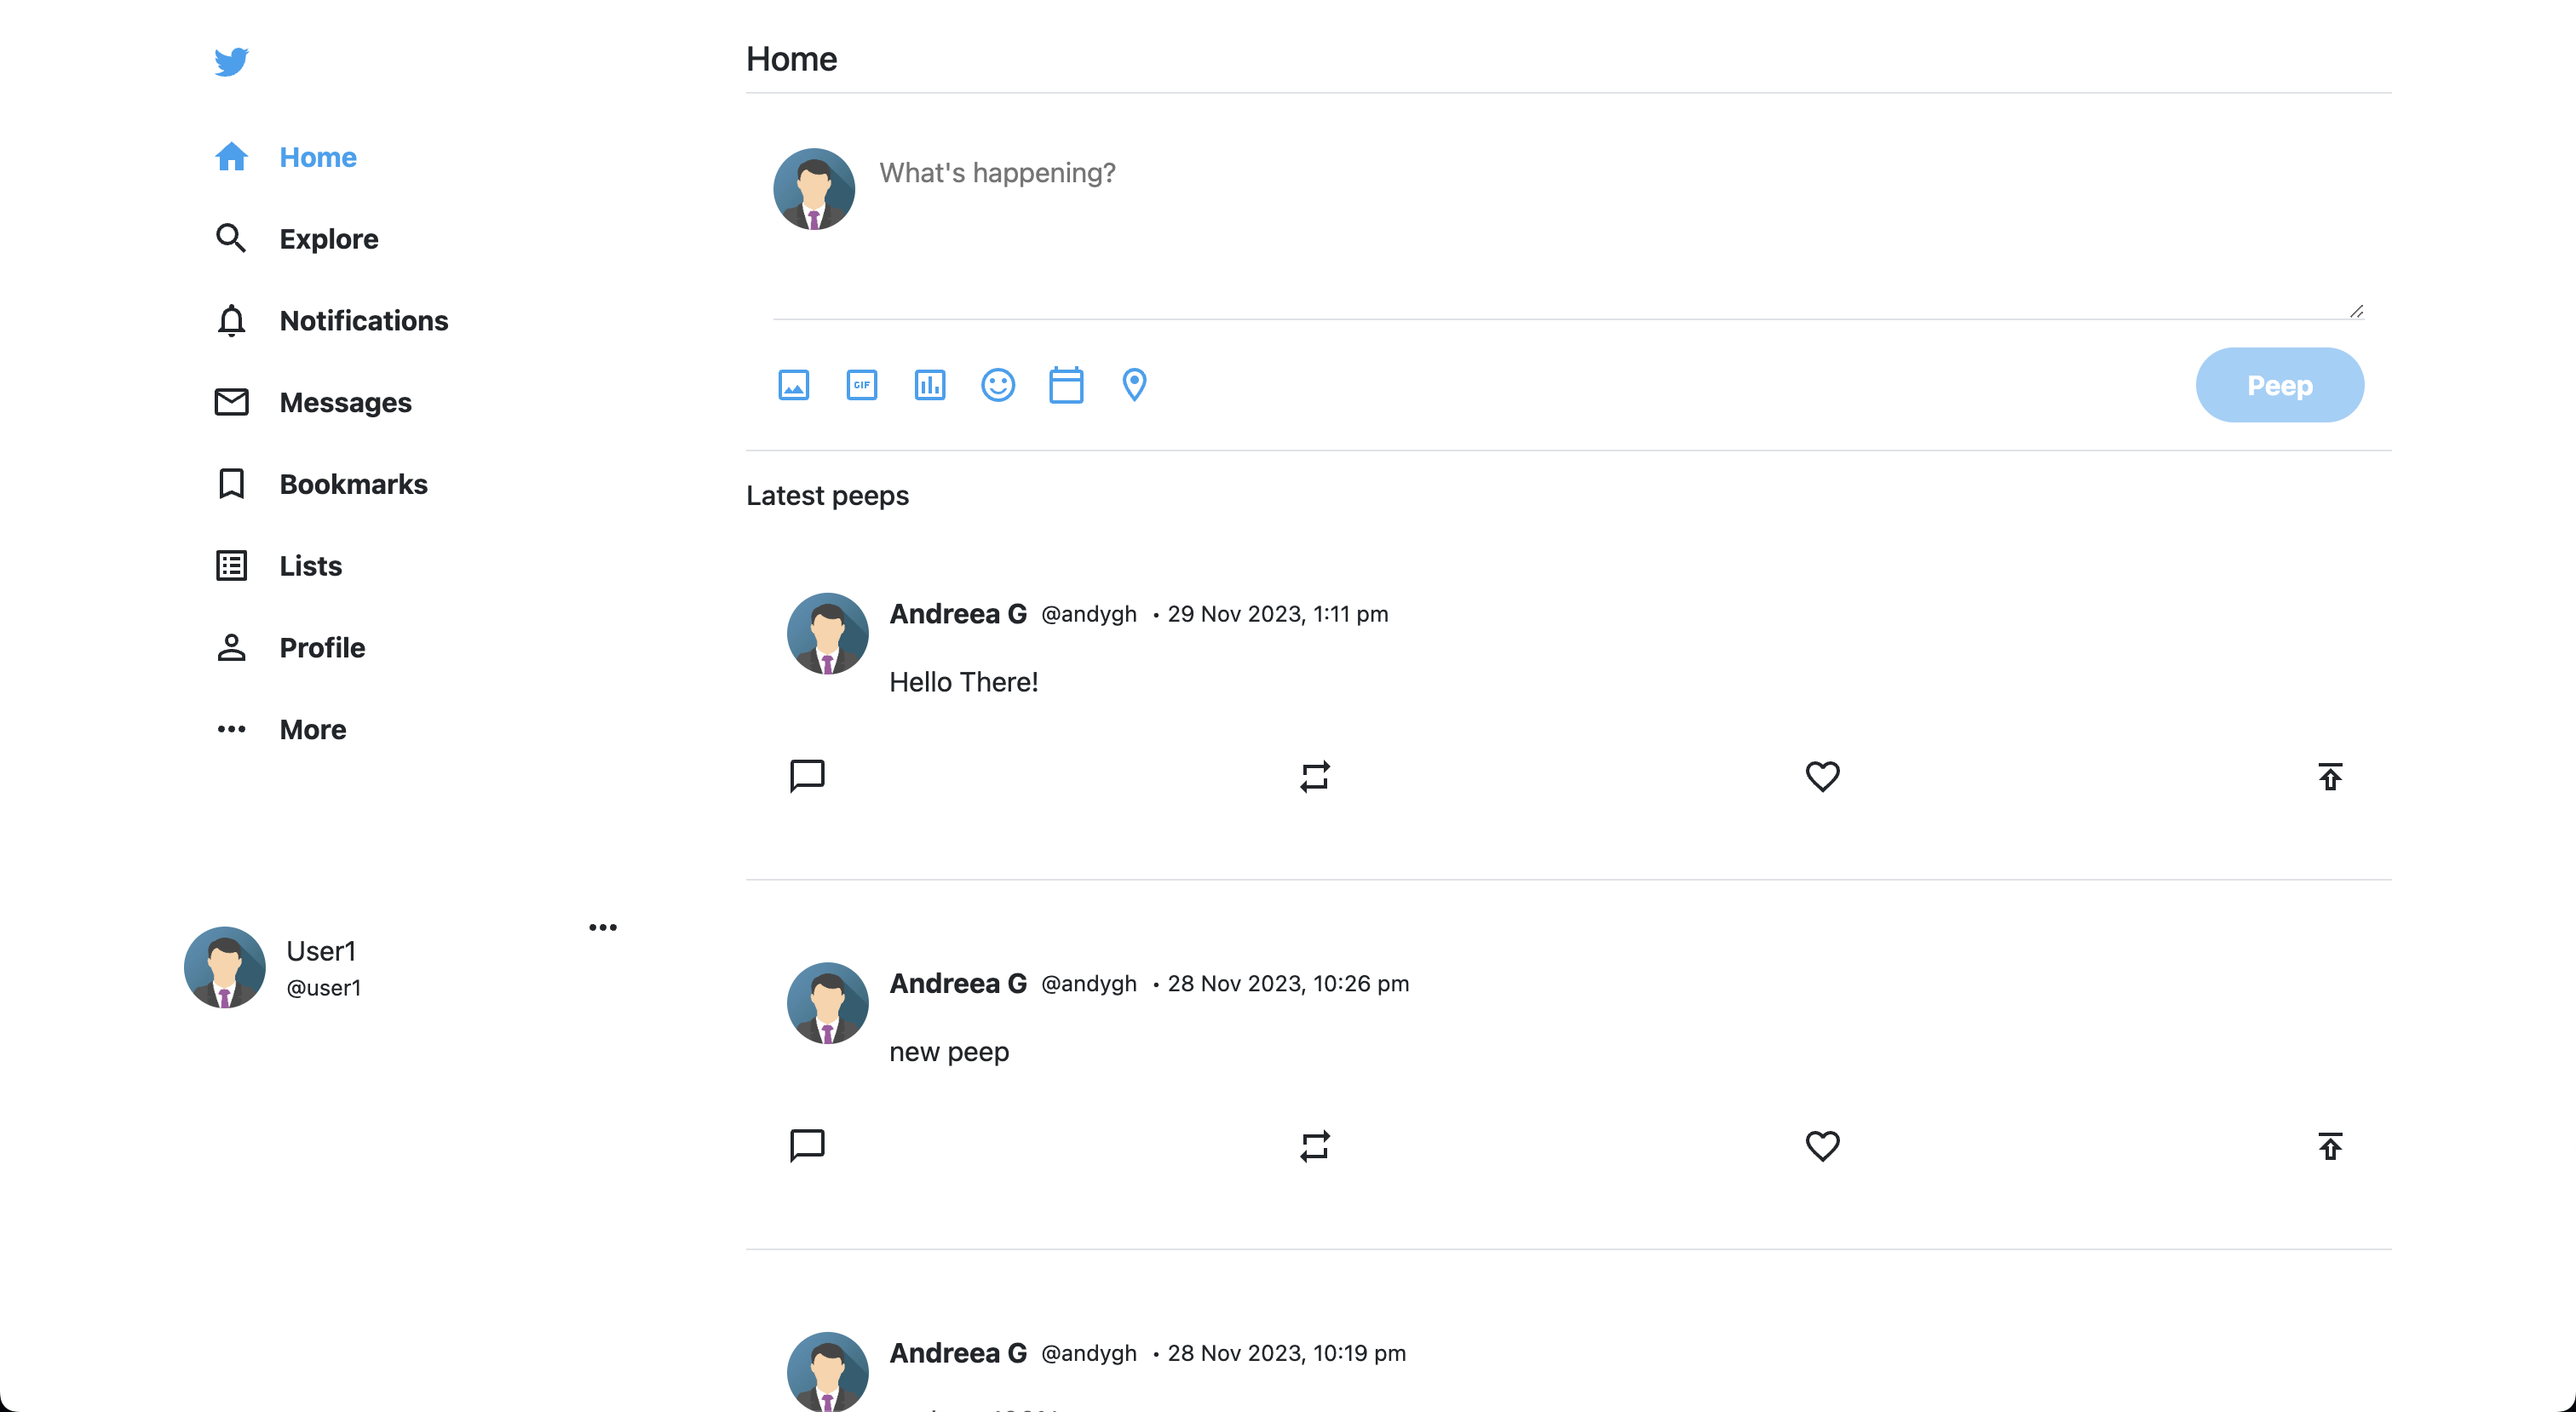 Home
Explore
Notifications
Messages
Bookmarks
Lists
Profile
More
User1
@user1
Home
What's happening?
GIF
Peep
Latest peeps
Andreea G @andygh • 29 Nov 2023, 1:11 pm
Hello There!
Andreea G @andygh • 28 Nov 2023, 10:26 pm
new peep
Andreea G @andygh • 28 Nov 2023, 10:19 pm